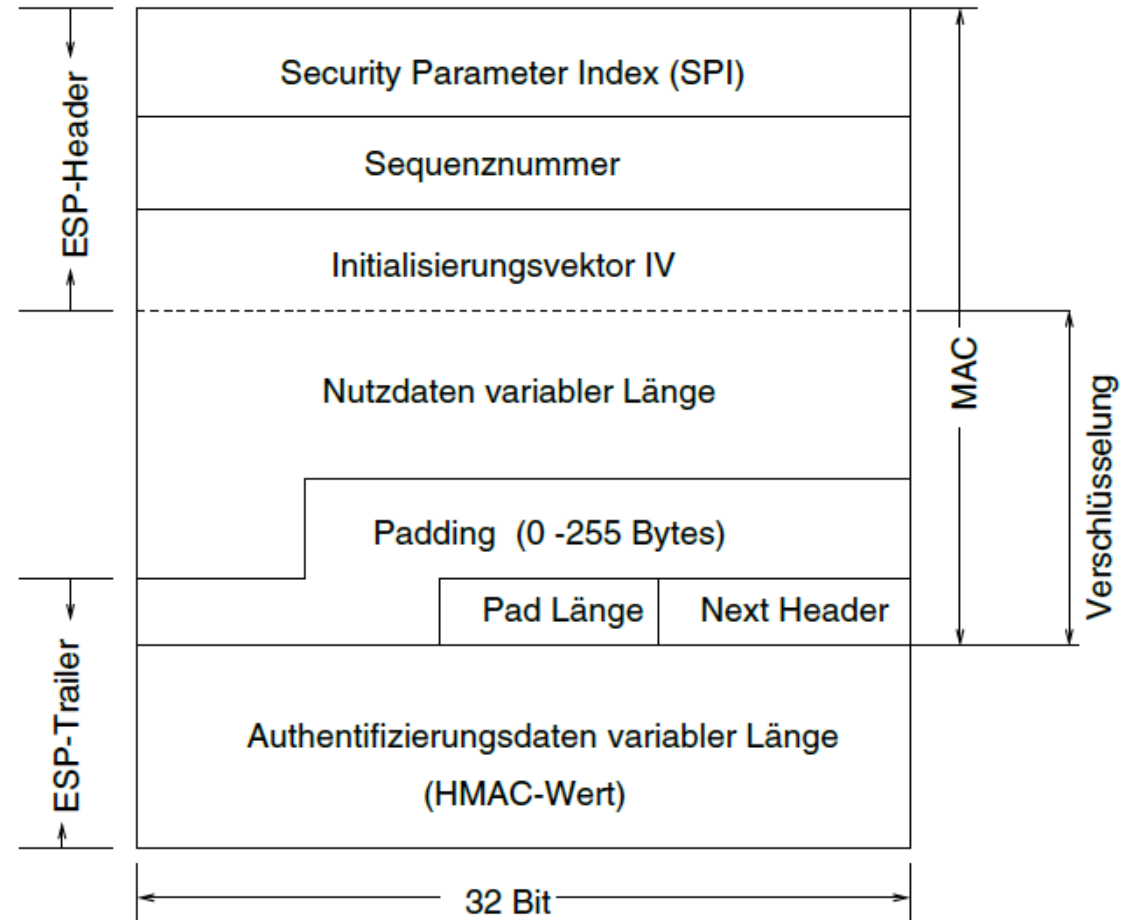 ESP-Header
Security Parameter Index (SPI)
Sequenznummer
Initialisierungsvektor IV
Nutzdaten variabler Länge
MAC
Verschlüsselung
Padding (0 -255 Bytes)
Pad Länge
Next Header
ESP-Trailer
Authentifizierungsdaten variabler Länge
(HMAC-Wert)
32 Bit